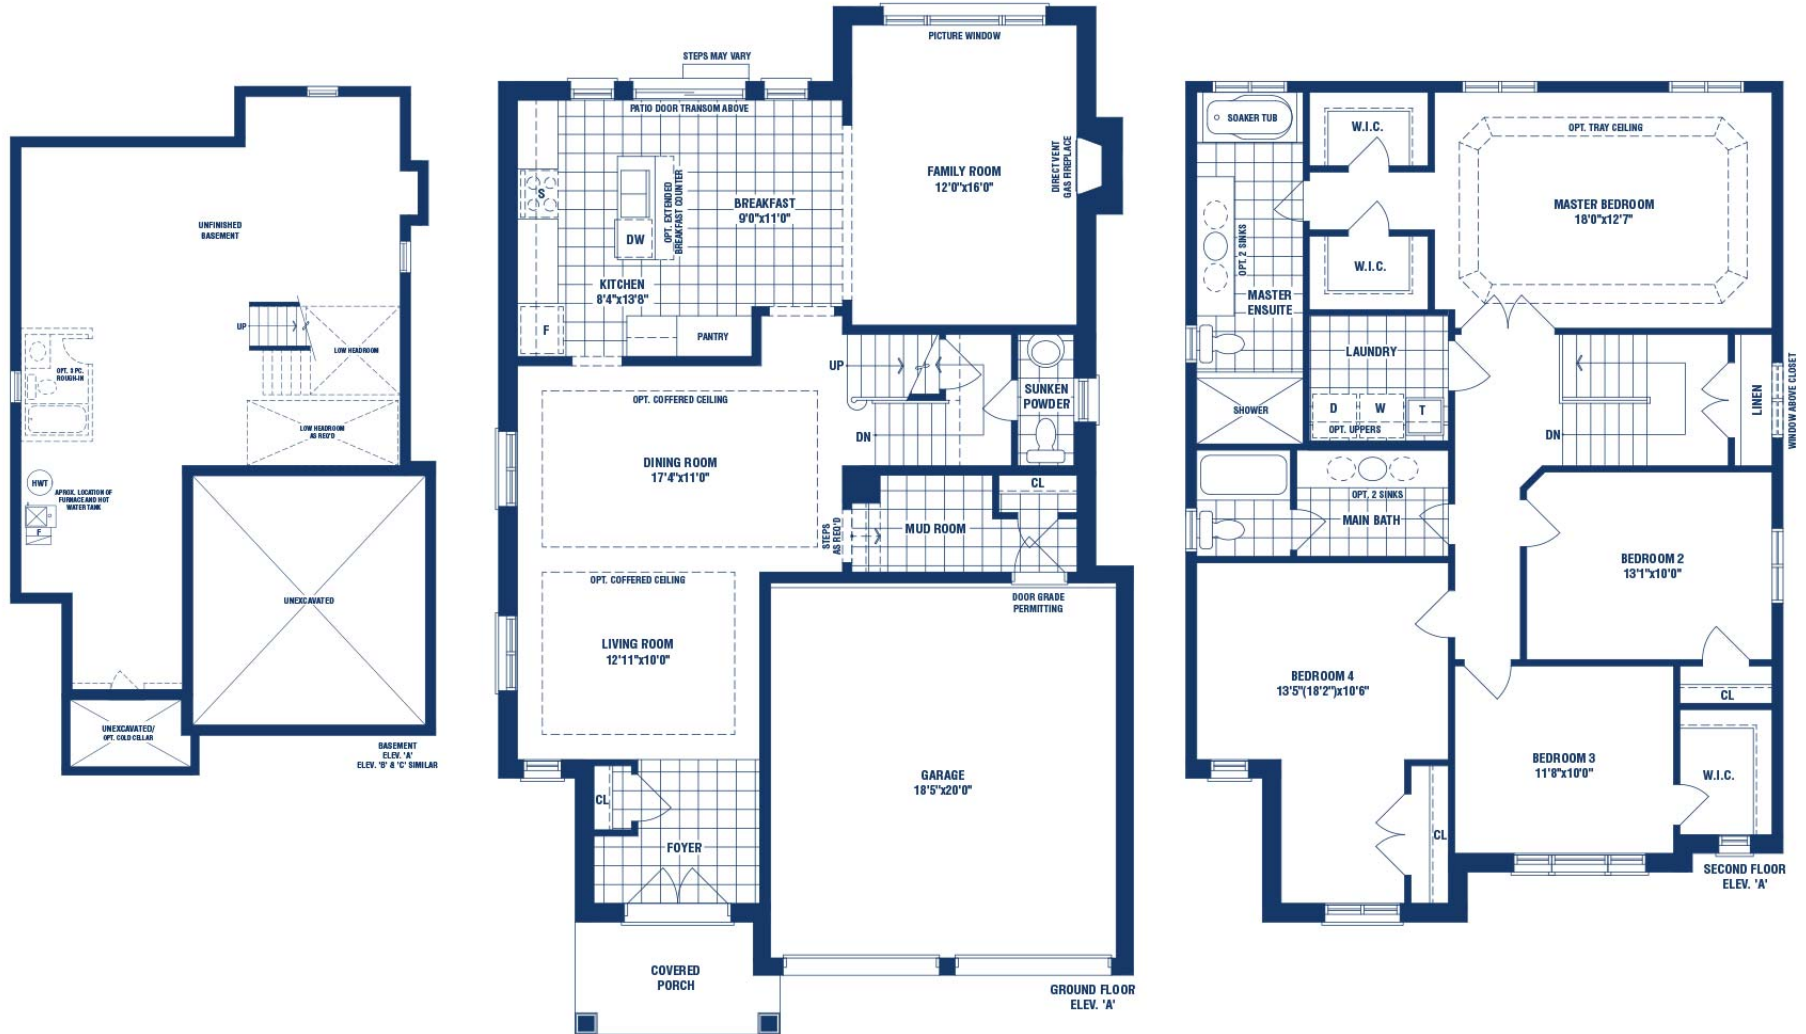 UNFINISHED
BASEMENT
UP
LOW HEADROOM
OPT. 3 PC.
ROUGH-IN
LOW HEADROOM
AS REQ'D
HWT
APROX. LOCATION OF
FURNACE AND HOT
WATER TANK
F
UNEXCAVATED
UNEXCAVATED/
OPT. COLD CELLAR
BASEMENT
ELEV. 'A'
ELEV. 'B' & 'C' SIMILAR
STEPS MAY VARY
PICTURE WINDOW
PATIO DOOR TRANSOM ABOVE
S
DW
OPT. EXTENDED
BREAKFAST COUNTER
BREAKFAST
9'0"x11'0"
FAMILY ROOM
12'0"x16'0"
DIRECT VENT
GAS FIREPLACE
KITCHEN
8'4"x13'8"
F
PANTRY
UP
SUNKEN
POWDER
DN
OPT. COFFERED CEILING
DINING ROOM
17'4"x11'0"
CL
STEPS
AS REQ'D
MUD ROOM
OPT. COFFERED CEILING
DOOR GRADE
PERMITTING
LIVING ROOM
12'11"x10'0"
CL
FOYER
GARAGE
18'5"x20'0"
COVERED
PORCH
GROUND FLOOR
ELEV. 'A'
SOAKER TUB
W.I.C.
OPT. TRAY CEILING
MASTER BEDROOM
18'0"x12'7"
OPT. 2 SINKS
W.I.C.
MASTER
ENSUITE
LAUNDRY
SHOWER
D
W
T
OPT. UPPERS
DN
LINEN
WINDOW ABOVE CLOSET
OPT. 2 SINKS
MAIN BATH
BEDROOM 2
13'1"x10'0"
BEDROOM 4
13'5"(18'2")x10'6"
CL
BEDROOM 3
11'8"x10'0"
W.I.C.
CL
SECOND FLOOR
ELEV. 'A'